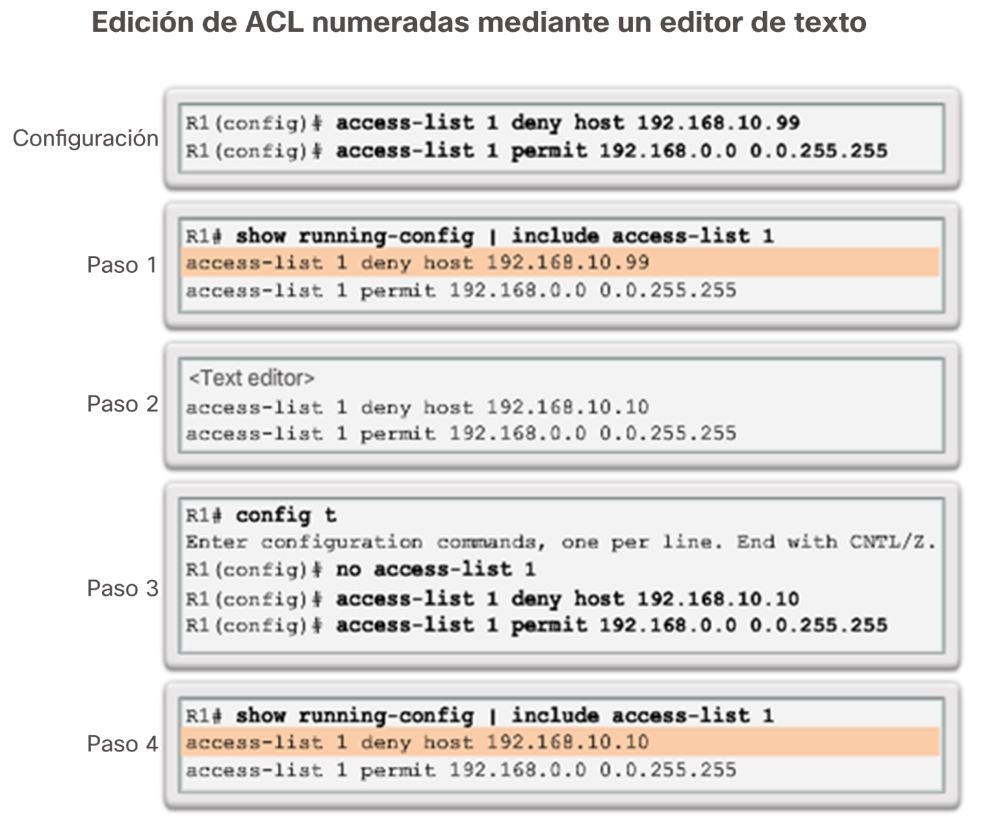 Edición de ACL numeradas mediante un editor de texto
Configuración
R1(config)# access-list 1 deny host 192.168.10.99
R1(config)# access-list 1 permit 192.168.0.0 0.0.255.255
Paso 1
R1# show running-config | include access-list 1
access-list 1 deny host 192.168.10.99
access-list 1 permit 192.168.0.0 0.0.255.255
Paso 2
<Text editor>
access-list 1 deny host 192.168.10.10
access-list 1 permit 192.168.0.0 0.0.255.255
Paso 3
R1# config t
Enter configuration commands, one per line. End with CNTL/Z.
R1(config)# no access-list 1
R1(config)# access-list 1 deny host 192.168.10.10
R1(config)# access-list 1 permit 192.168.0.0 0.0.255.255
Paso 4
R1# show running-config | include access-list 1
access-list 1 deny host 192.168.10.10
access-list 1 permit 192.168.0.0 0.0.255.255